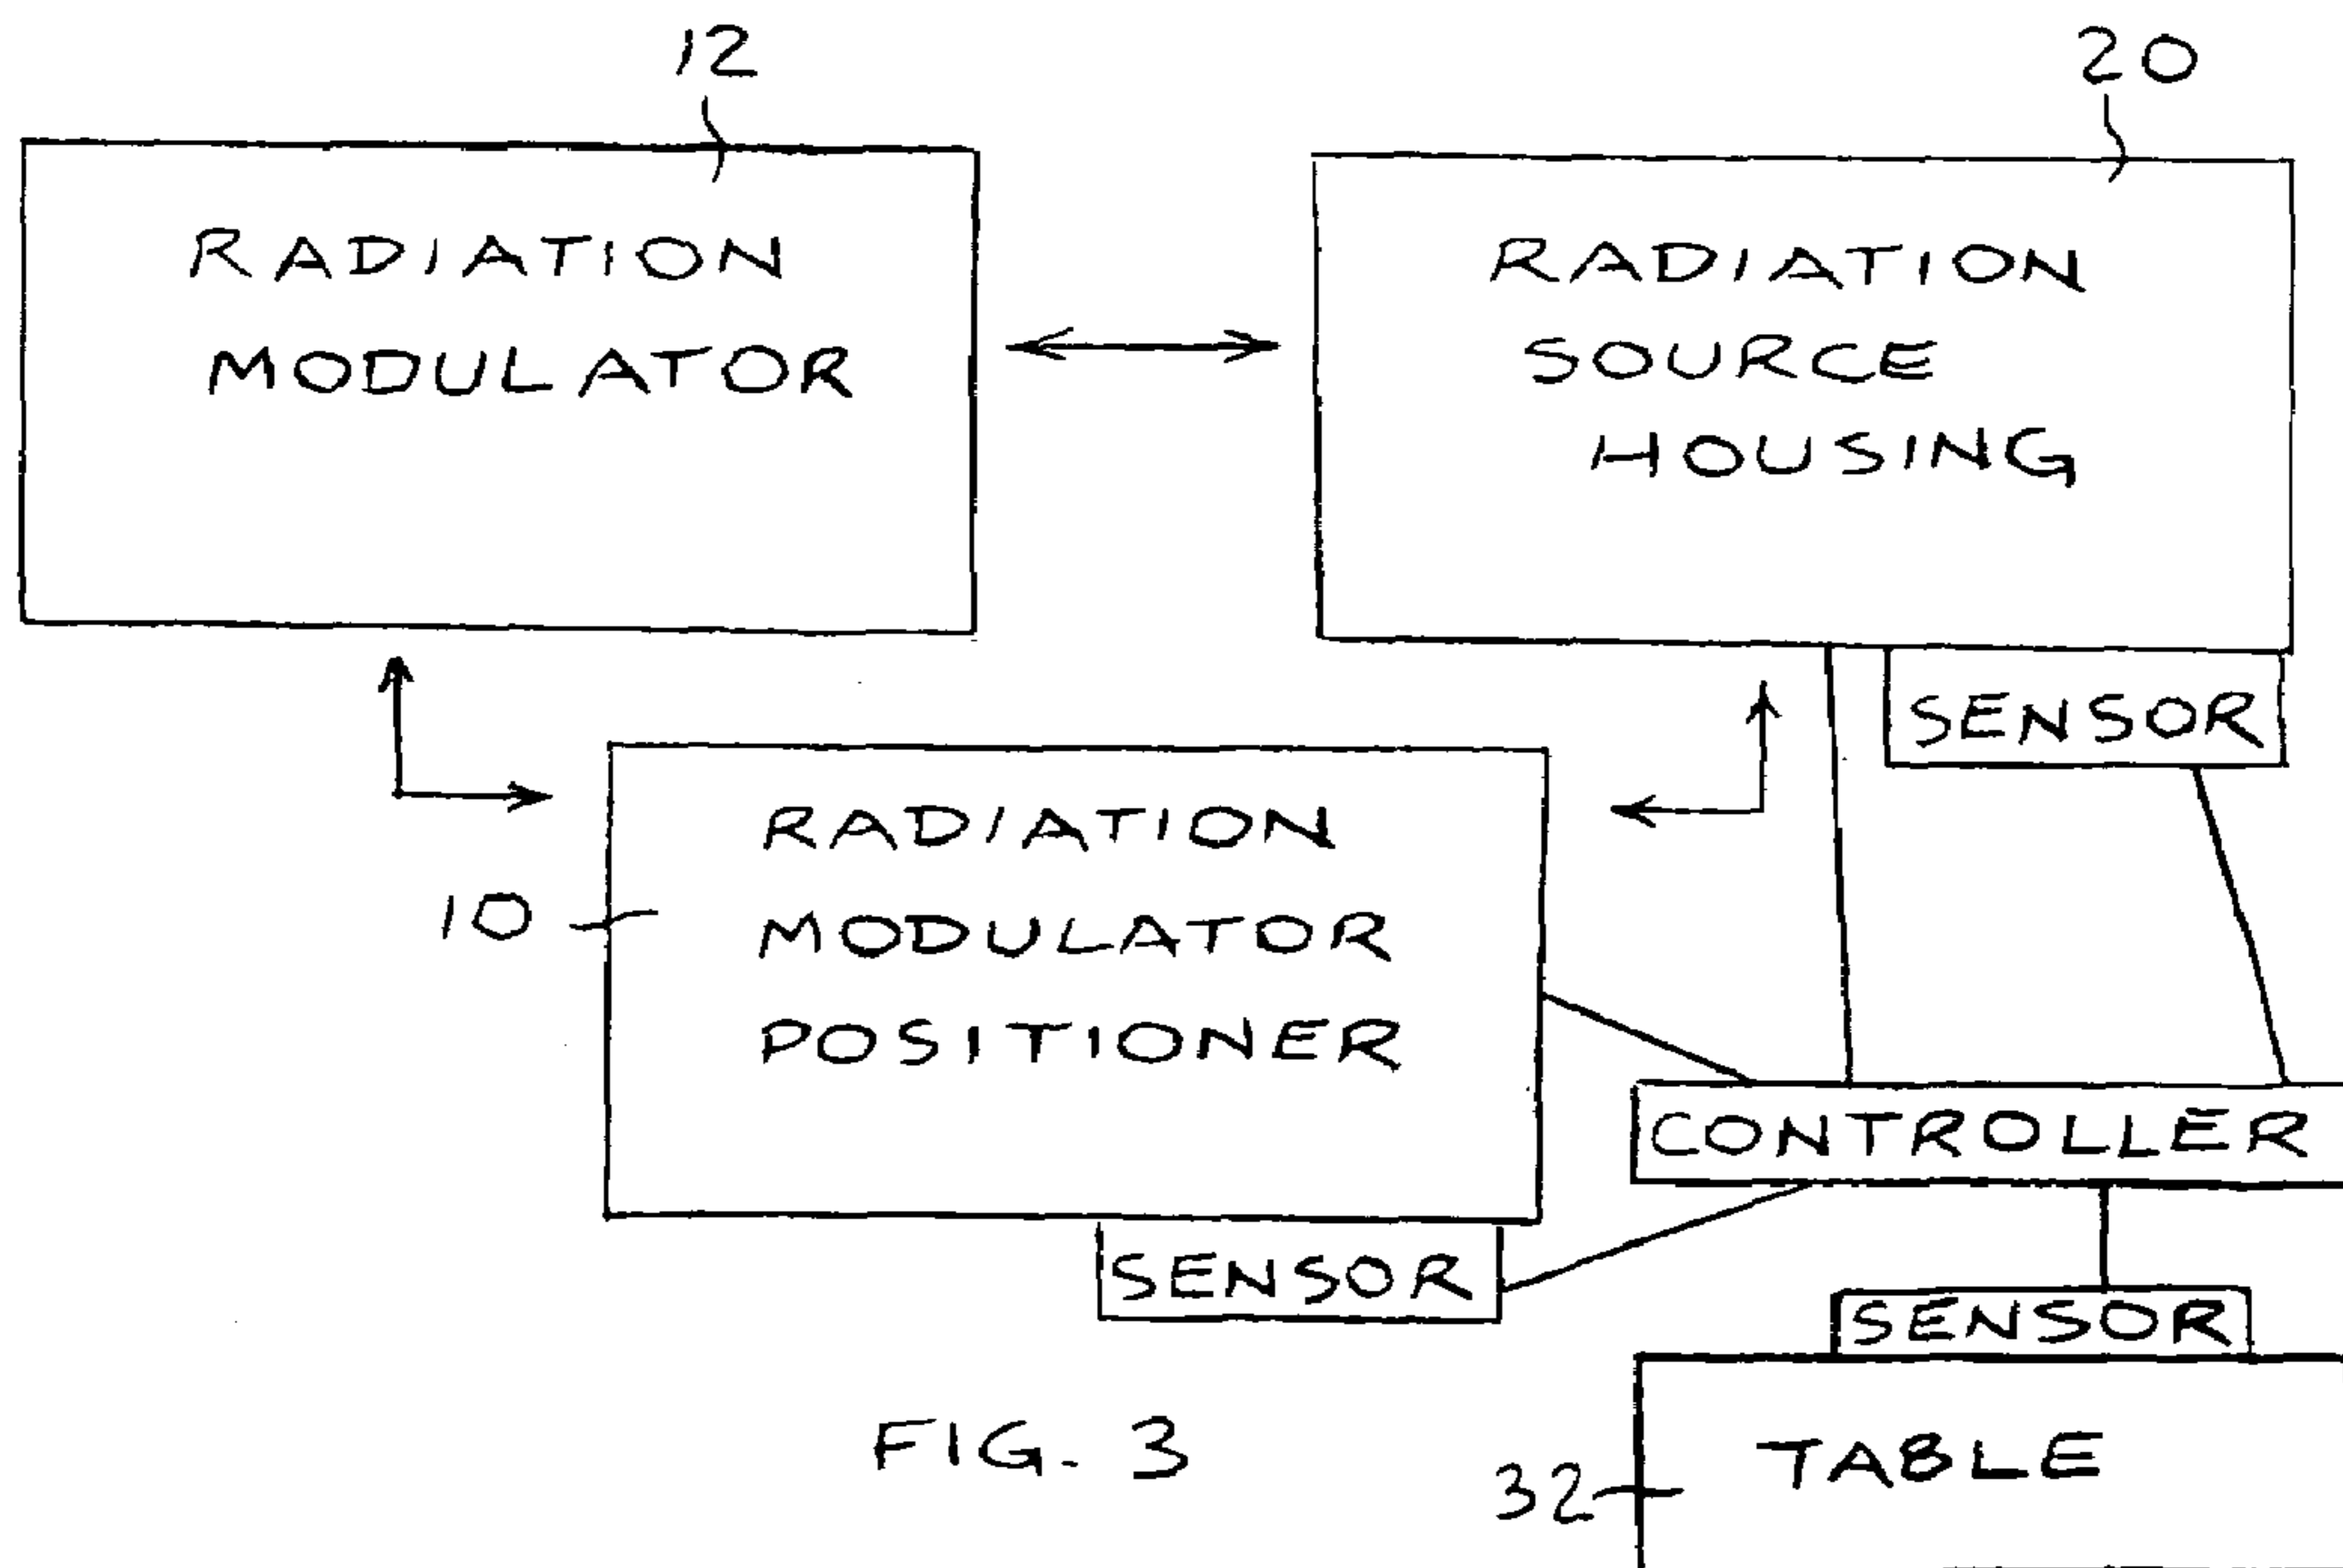 12
20
RADIATION
MODULATOR
RADIATION
SOURCE
HOUSING
SENSOR
10
RADIATION
MODULATOR
POSITIONER
CONTROLLER
SENSOR
SENSOR
FIG. 3
32
TABLE